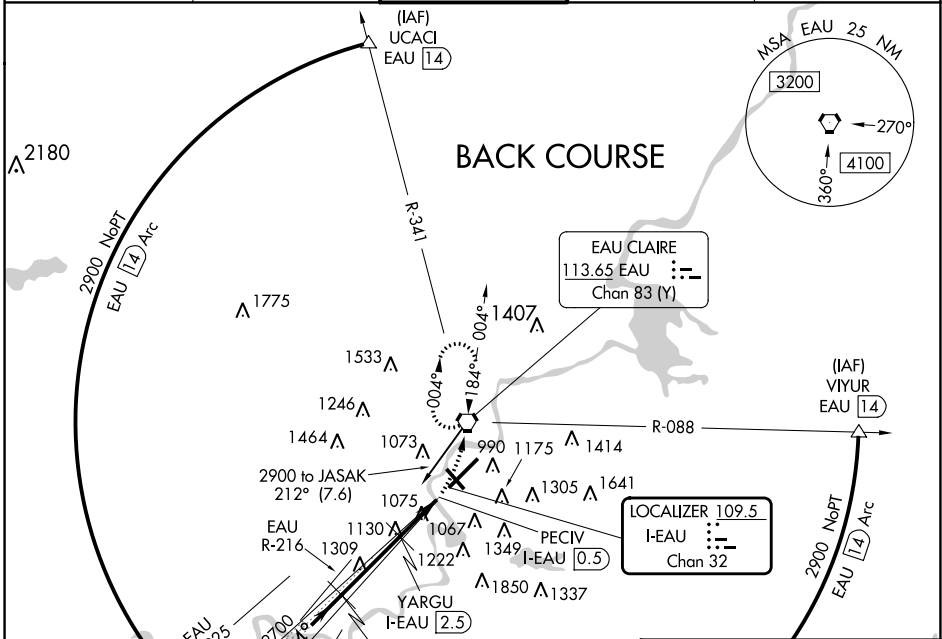 (IAF)
UCACI
EAU 14
MSA EAU 25 NM
3200
270°
4100
360°
2180
BACK COURSE
R-341
2900 NoPT
EAU 14 Arc
EAU CLAIRE
113.65 EAU
Chan 83 (Y)
1775
004°
1407
1533
004°
184°
(IAF)
VIYUR
EAU 14
1246
R-088
1464
1073
990
1175
1414
2900 to JASAK
212° (7.6)
1305
1641
1075
LOCALIZER 109.5
I-EAU
Chan 32
EAU
R-216
1130
1067
PECIV
I-EAU 0.5
1309
1222
1349
2900 NoPT
EAU 14 Arc
1850
1337
YARGU
I-EAU 2.5
EAU
2700